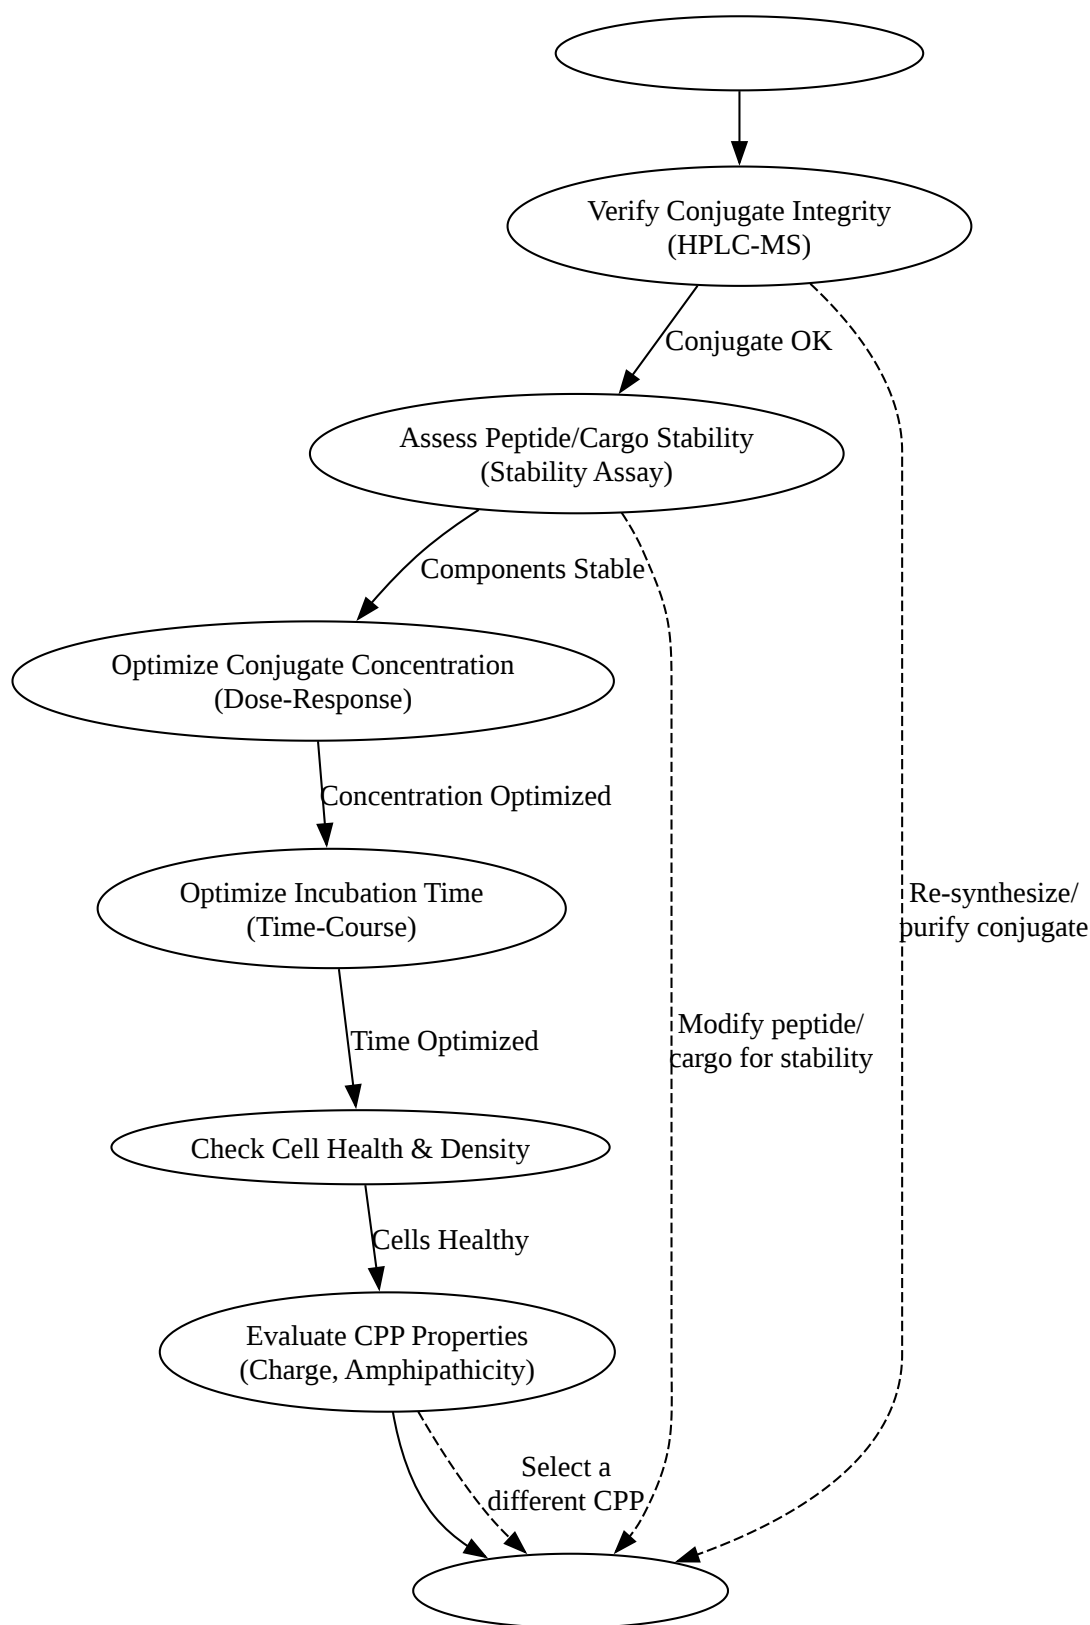 Verify Conjugate Integrity
(HPLC-MS)
Conjugate OK
Assess Peptide/Cargo Stability
(Stability Assay)
Components Stable
Optimize Conjugate Concentration
(Dose-Response)
Concentration Optimized
Optimize Incubation Time
(Time-Course)
Re-synthesize/
purify conjugate
Time Optimized
Modify peptide/
cargo for stability
Check Cell Health & Density
Cells Healthy
Evaluate CPP Properties
(Charge, Amphipathicity)
Select a
different CPP